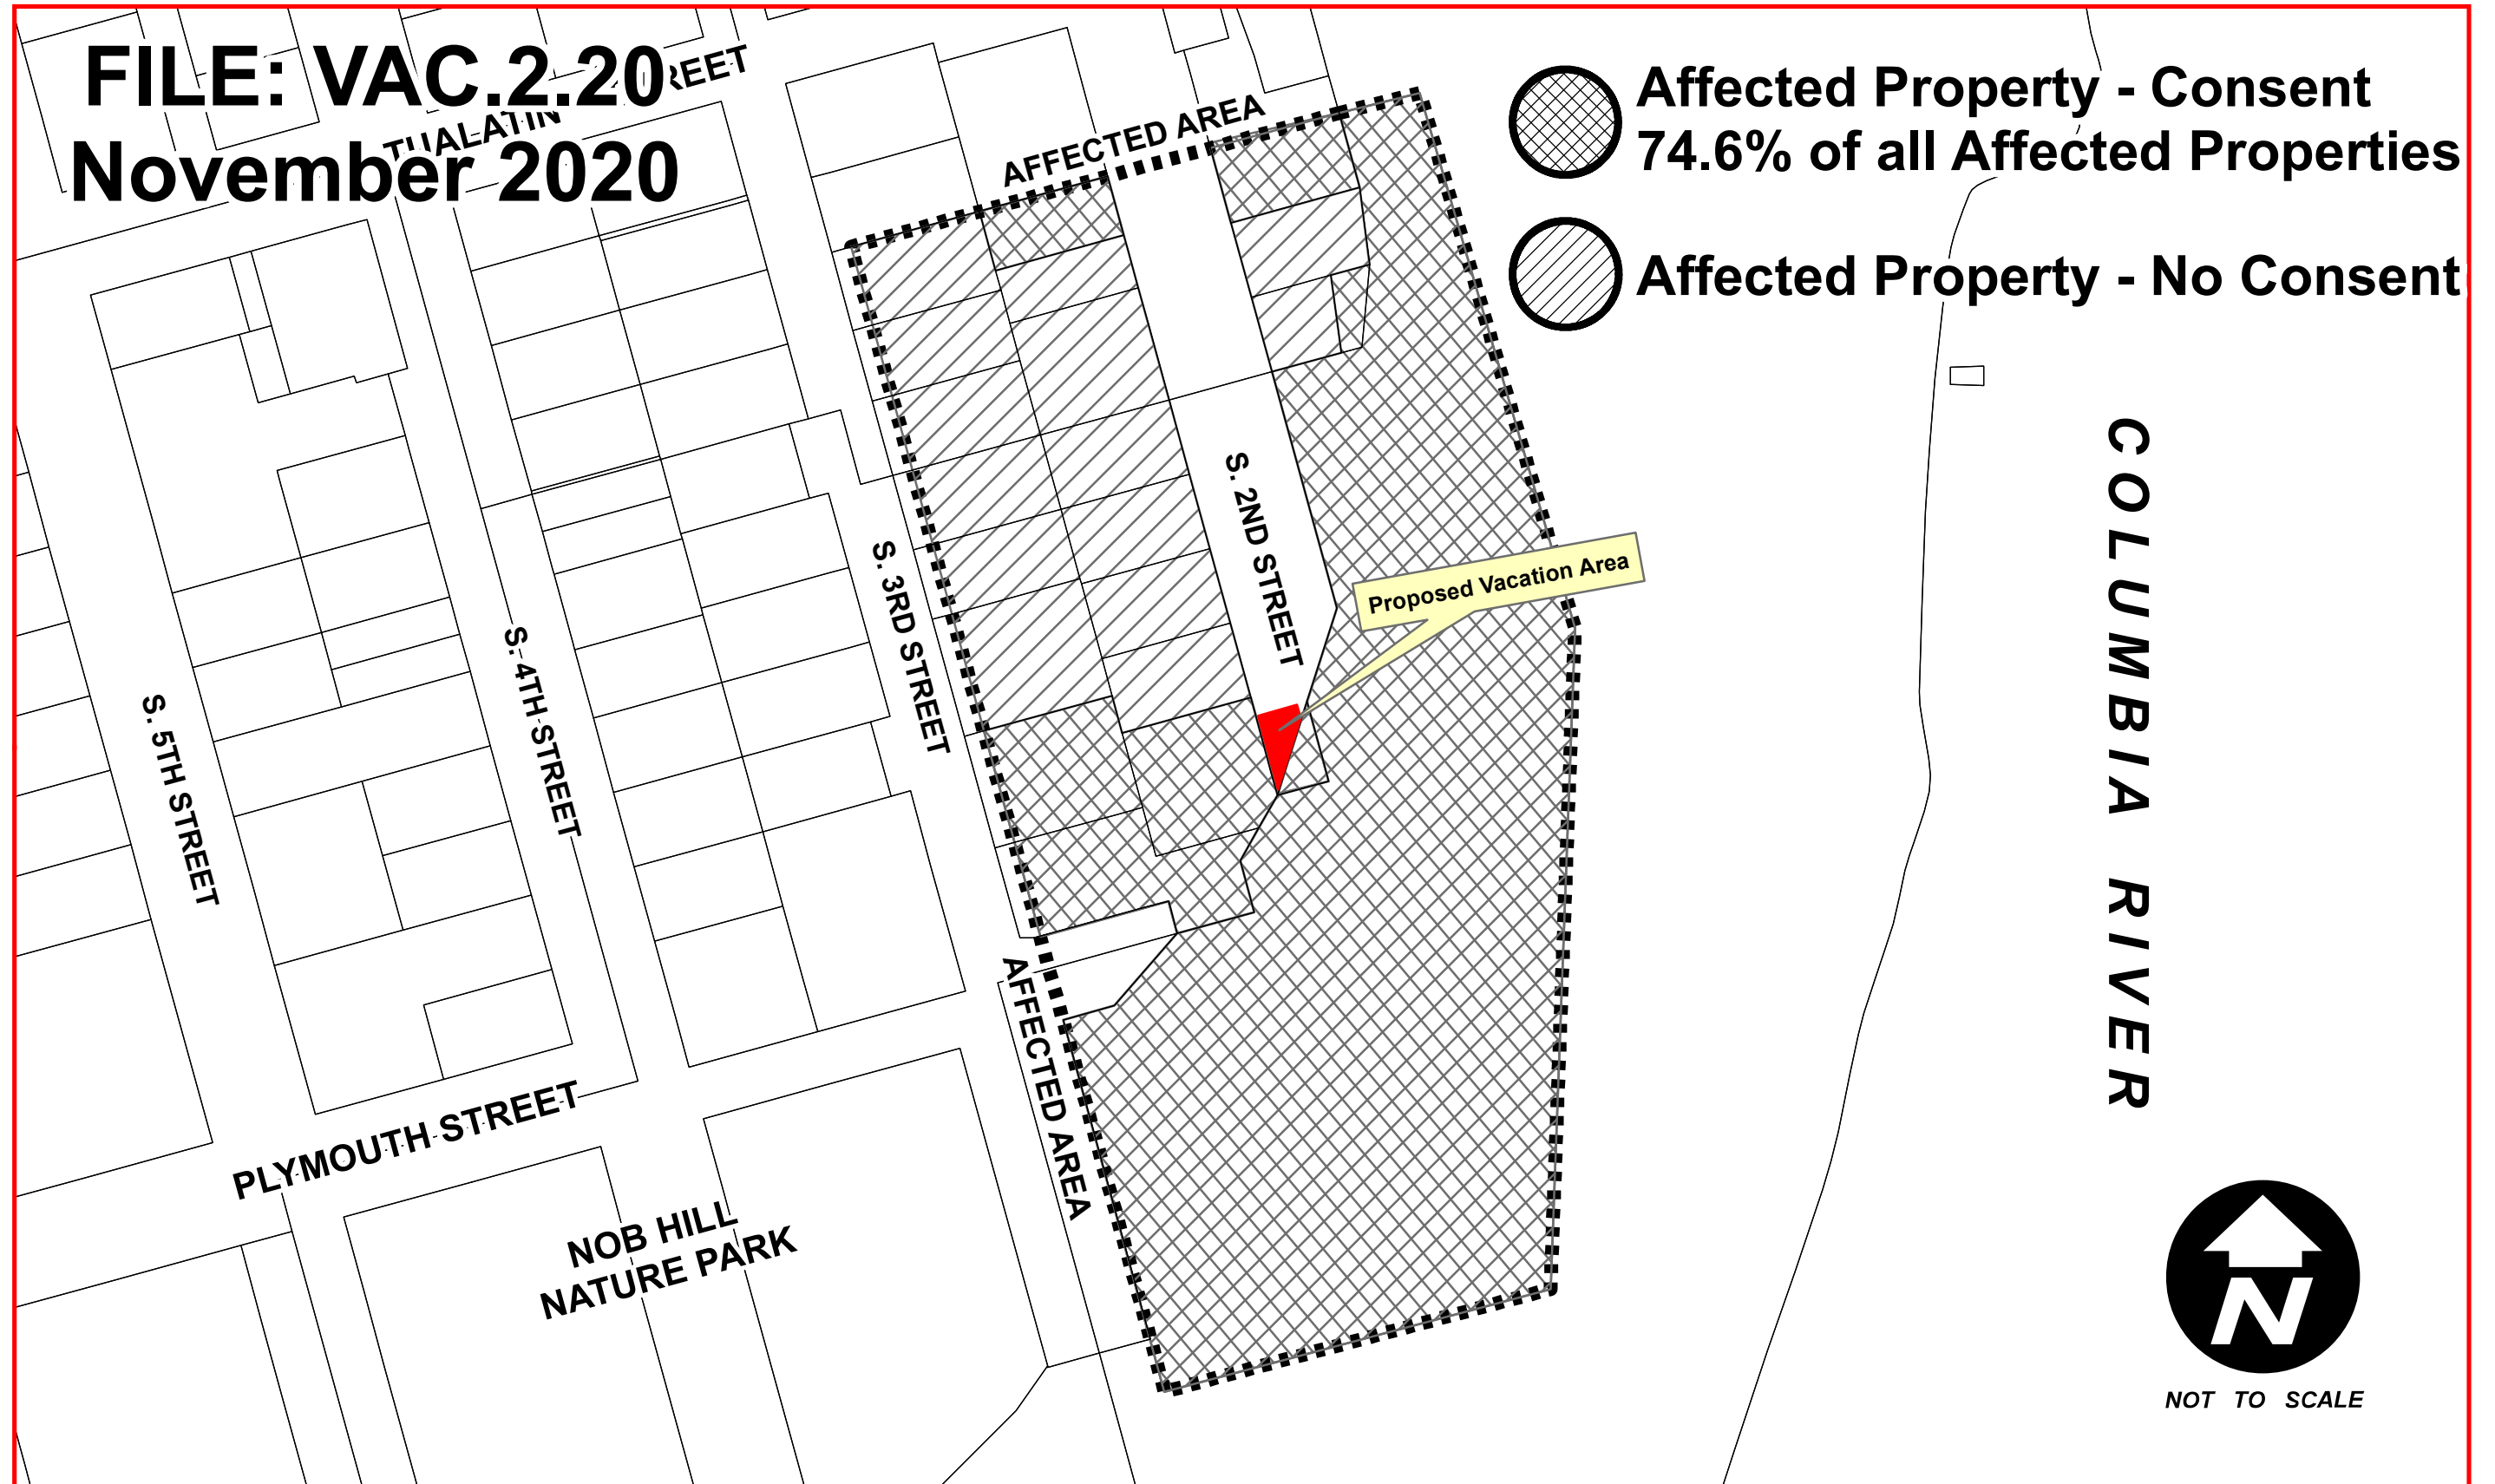 FILE: VAC.2.20
November 2020
Affected Property - Consent
74.6% of all Affected Properties
Affected Property - No Consent
AFFECTED AREA
S. 2ND STREET
Proposed Vacation Area
S. 3RD STREET
S. 4TH STREET
S. 5TH STREET
AFFECTED AREA
PLYMOUTH STREET
NOB HILL
NATURE PARK
COLUMBIA RIVER
N
NOT TO SCALE